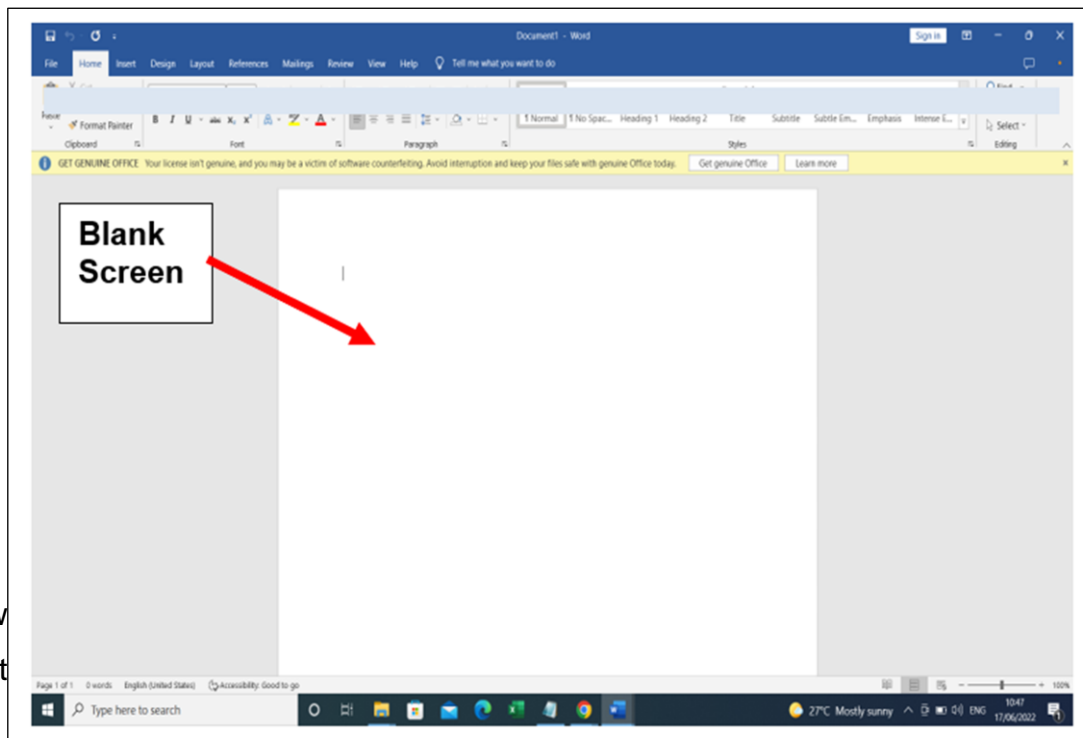 Document1 - Word
Sign in
File Home Insert Design Layout References Mailings Review View Help Tell me what you want to do
Format Painter
B I U abc X₂ X² A A
1 Normal 1 No Spac... Heading 1 Heading 2 Title Subtitle Subtle Em... Emphasis Intense E...
Select
Clipboard Font Paragraph Styles Editing
GET GENUINE OFFICE Your license isn't genuine, and you may be a victim of software counterfeiting. Avoid interruption and keep your files safe with genuine Office today. Get genuine Office Learn more
Blank
Screen
Page 1 of 1 0 words English (United States) Accessibility: Good to go 100%
Type here to search
27°C Mostly sunny ENG
10:47
17/06/2022